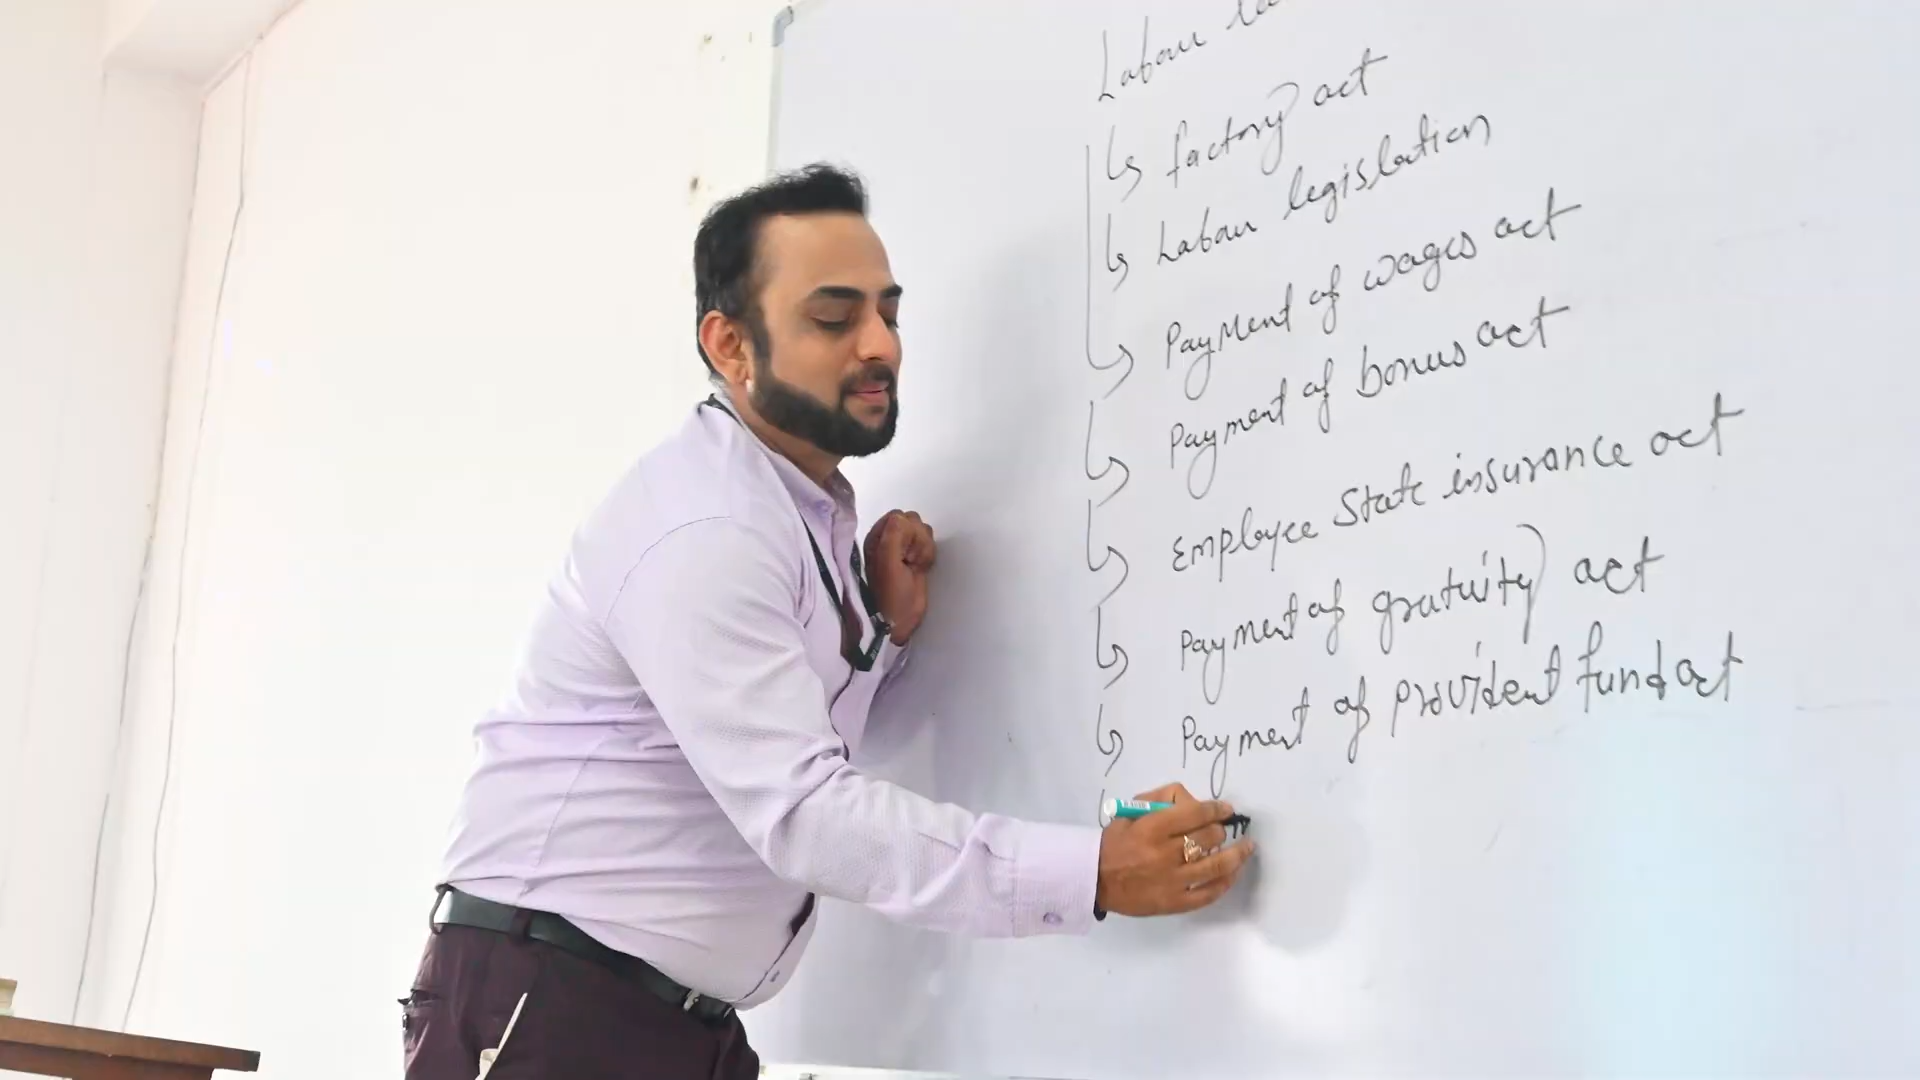 Labour
factory act
Labour legislation
Payment of wages act
Payment of bonus act
Employee State insurance act
Payment of gratuity act
Payment of provident fund act